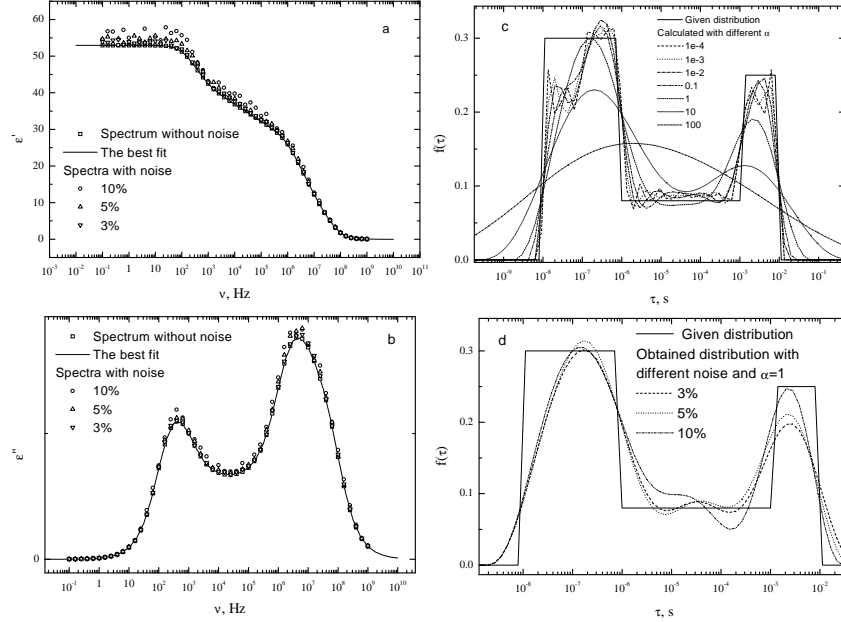 a
60
50
40
30
20
10
0
ε'
Spectrum without noise
The best fit
Spectra with noise
10%
5%
3%
10⁻³ 10⁻² 10⁻¹ 1 10 10² 10³ 10⁴ 10⁵ 10⁶ 10⁷ 10⁸ 10⁹ 10¹⁰ 10¹¹
ν, Hz
b
Spectrum without noise
The best fit
Spectra with noise
10%
5%
3%
ε''
0
10⁻¹ 1 10 10² 10³ 10⁴ 10⁵ 10⁶ 10⁷ 10⁸ 10⁹ 10¹⁰
ν, Hz
c
Given distribution
Calculated with different α
1e-4
1e-3
1e-2
0.1
1
10
100
0.3
0.2
0.1
0.0
f(τ)
10⁻⁹ 10⁻⁸ 10⁻⁷ 10⁻⁶ 10⁻⁵ 10⁻⁴ 10⁻³ 10⁻² 10⁻¹
τ, s
d
Given distribution
Obtained distribution with
different noise and α=1
3%
5%
10%
0.3
0.2
0.1
0.0
f(τ)
10⁻⁸ 10⁻⁷ 10⁻⁶ 10⁻⁵ 10⁻⁴ 10⁻³ 10⁻²
τ, s